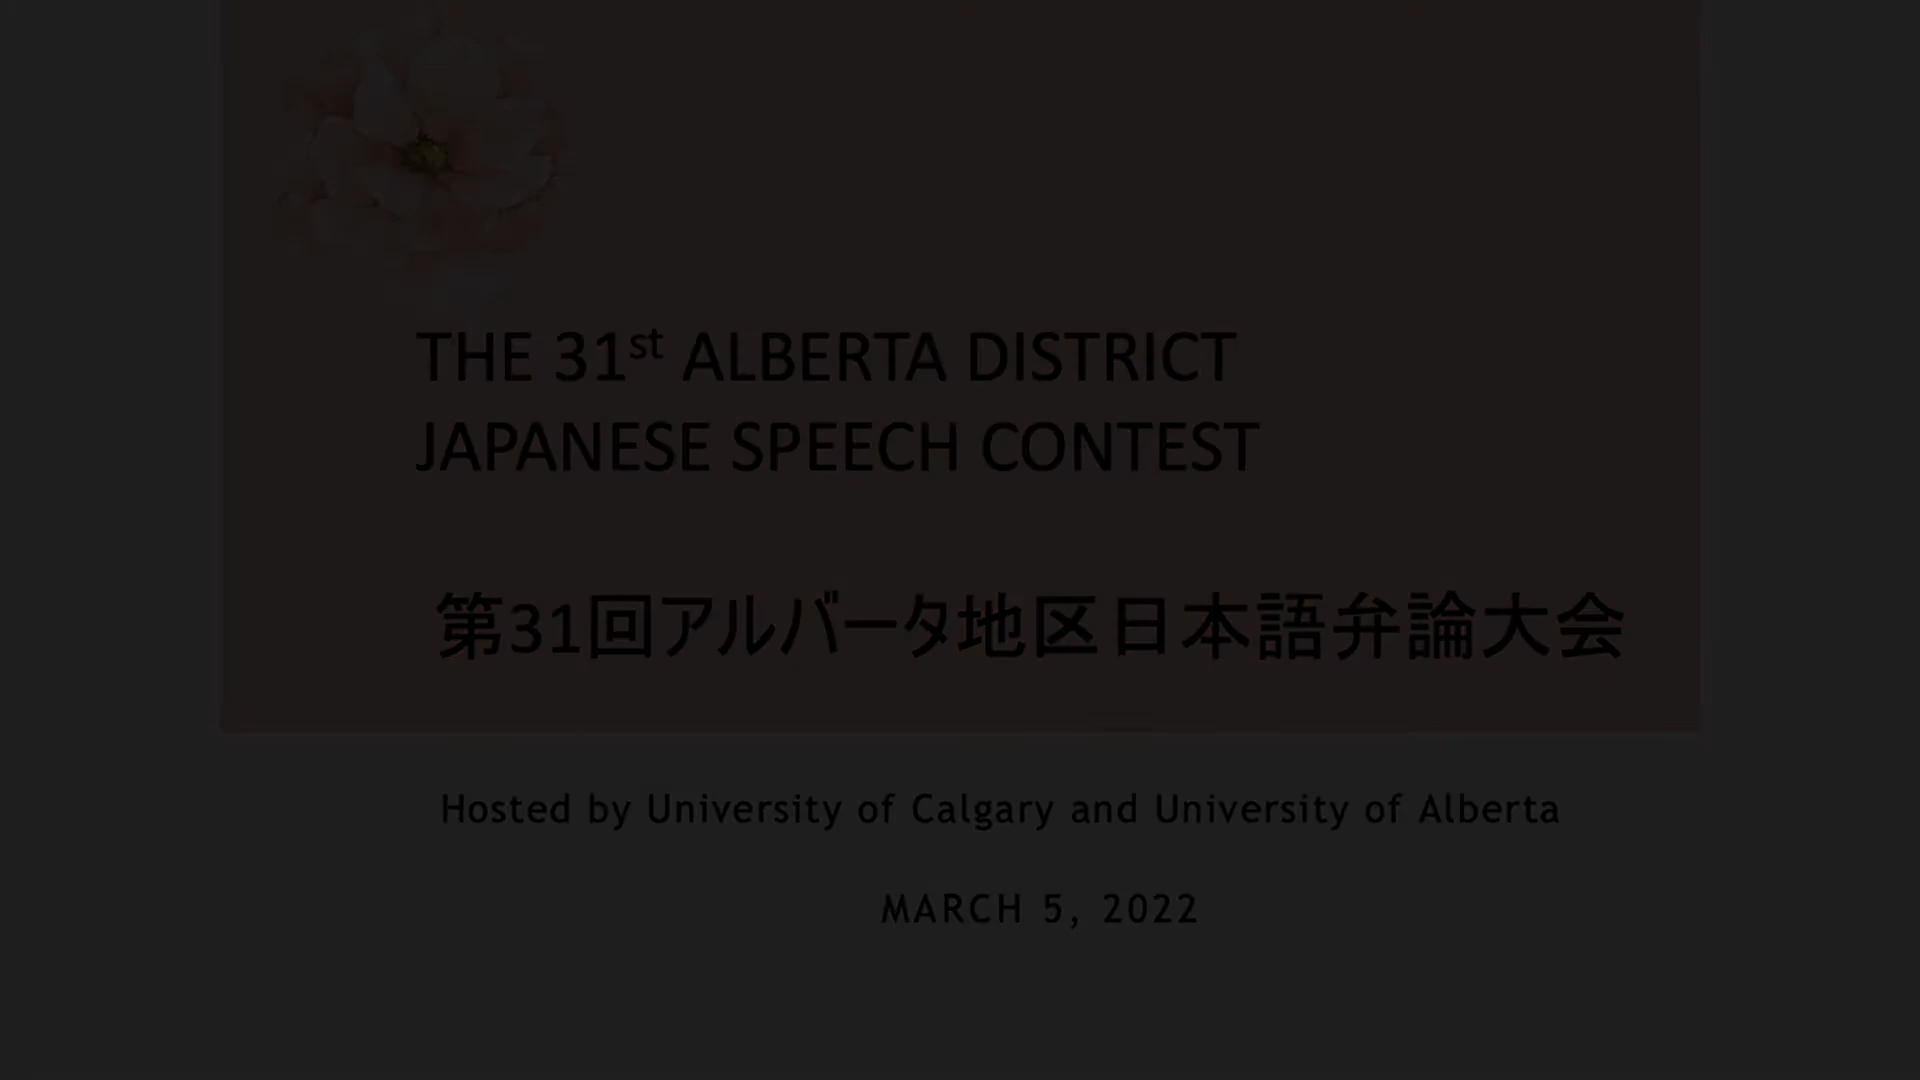 THE 31st ALBERTA DISTRICT
JAPANESE SPEECH CONTEST
第31回アルバータ地区日本語弁論大会
Hosted by University of Calgary and University of Alberta
MARCH 5, 2022